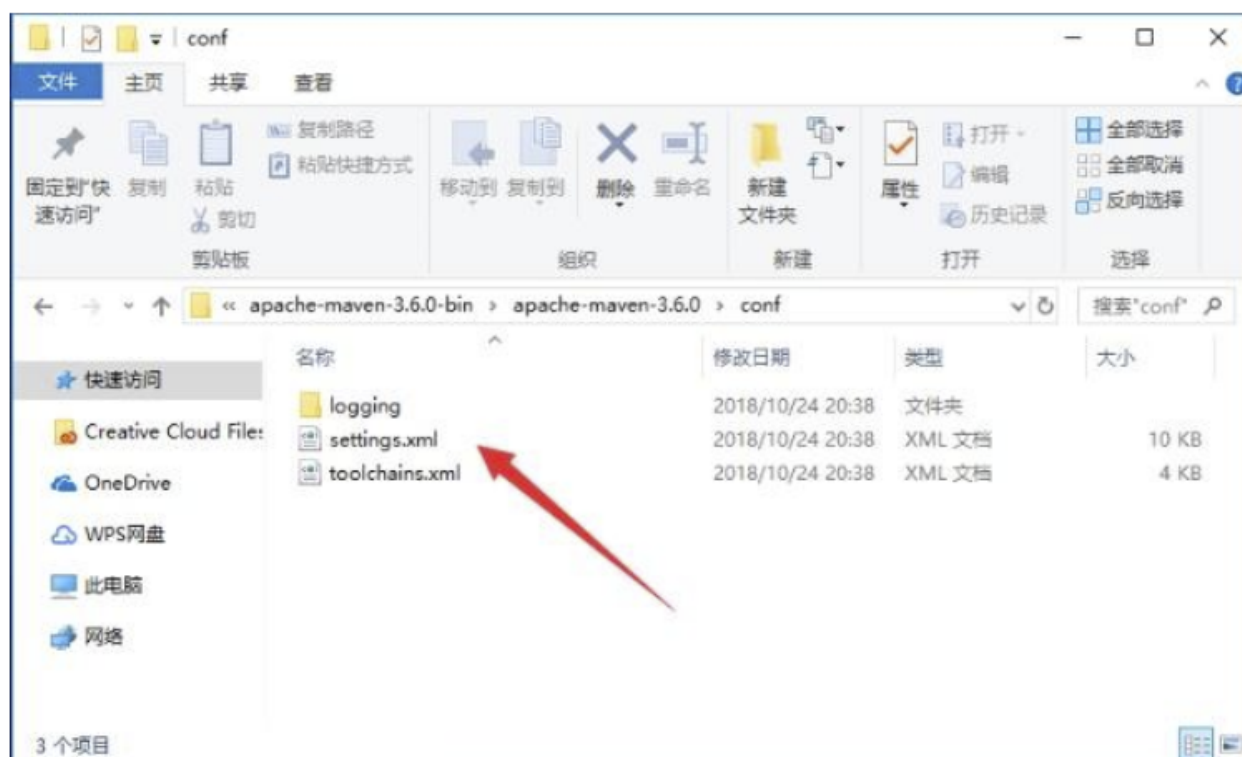 conf
文件 主页 共享 查看
固定到"快速访问" 复制 粘贴 剪切 复制路径 粘贴快捷方式
移动到 复制到 删除 重命名
新建文件夹
属性 打开 编辑 历史记录
全部选择 全部取消 反向选择
剪贴板 组织 新建 打开 选择
« apache-maven-3.6.0-bin › apache-maven-3.6.0 › conf 搜索"conf"
名称 修改日期 类型 大小
快速访问
Creative Cloud File
OneDrive
WPS网盘
此电脑
网络
logging 2018/10/24 20:38 文件夹
settings.xml 2018/10/24 20:38 XML 文档 10 KB
toolchains.xml 2018/10/24 20:38 XML 文档 4 KB
3 个项目